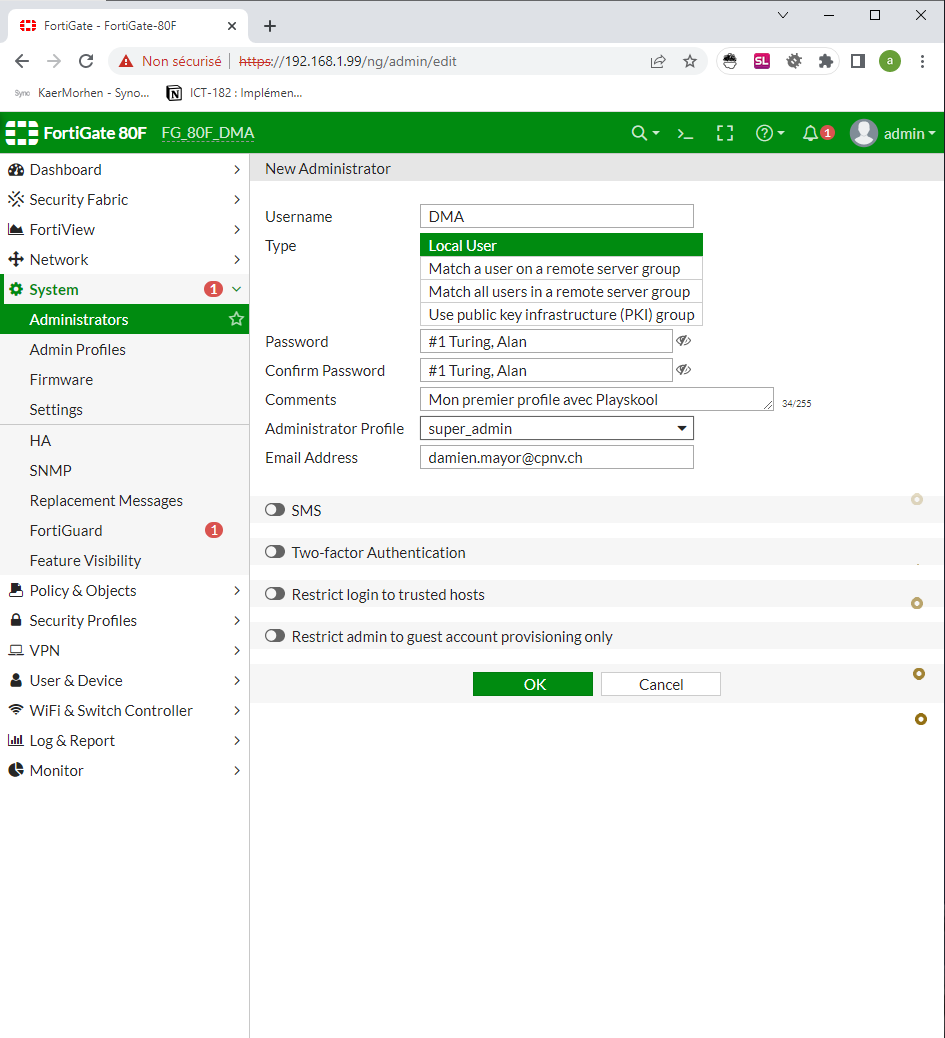 FortiGate - FortiGate-80F
Non sécurisé https://192.168.1.99/ng/admin/edit
SL
a
Sync KaerMorhen - Syno...
ICT-182 : Implémen...
FortiGate 80F FG_80F_DMA
1
admin
Dashboard
Security Fabric
FortiView
Network
System 1
Administrators
Admin Profiles
Firmware
Settings
HA
SNMP
Replacement Messages
FortiGuard 1
Feature Visibility
Policy & Objects
Security Profiles
VPN
User & Device
WiFi & Switch Controller
Log & Report
Monitor
New Administrator
Username DMA
Type Local User
Match a user on a remote server group
Match all users in a remote server group
Use public key infrastructure (PKI) group
Password #1 Turing, Alan
Confirm Password #1 Turing, Alan
Comments Mon premier profile avec Playskool 34/255
Administrator Profile super_admin
Email Address damien.mayor@cpnv.ch
SMS
Two-factor Authentication
Restrict login to trusted hosts
Restrict admin to guest account provisioning only
OK Cancel